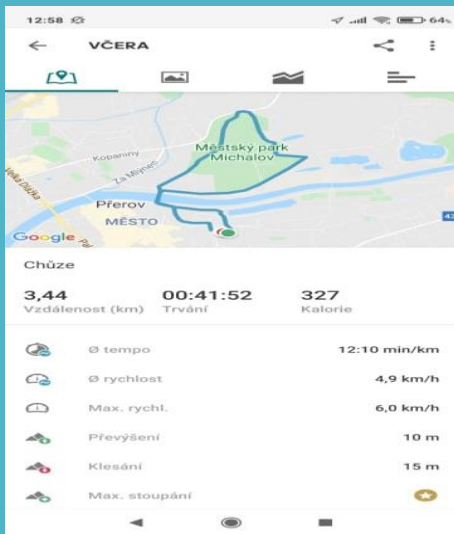 12:58 64%
VČERA
Městský park
Michalov
Kopaniny
Za Mlýnem
Velká Dlážka
Přerov
MĚSTO
Google
Chůze
3,44 00:41:52 327
Vzdálenost (km) Trvání Kalorie
Ø tempo 12:10 min/km
Ø rychlost 4,9 km/h
Max. rychl. 6,0 km/h
Převýšení 10 m
Klesání 15 m
Max. stoupání